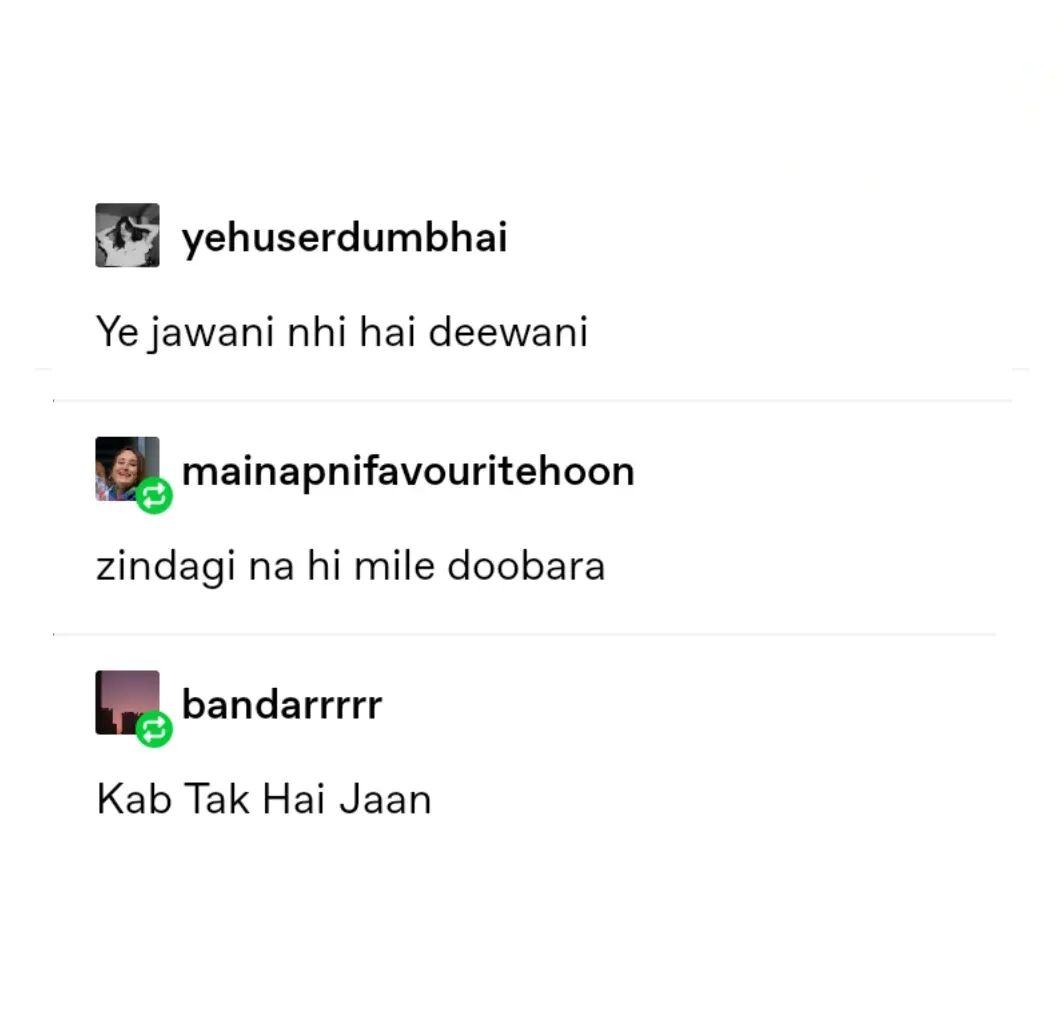 yehuserdumbhai
Ye jawani nhi hai deewani
mainapnifavouritehoon
zindagi na hi mile doobara
bandarrrrr
Kab Tak Hai Jaan